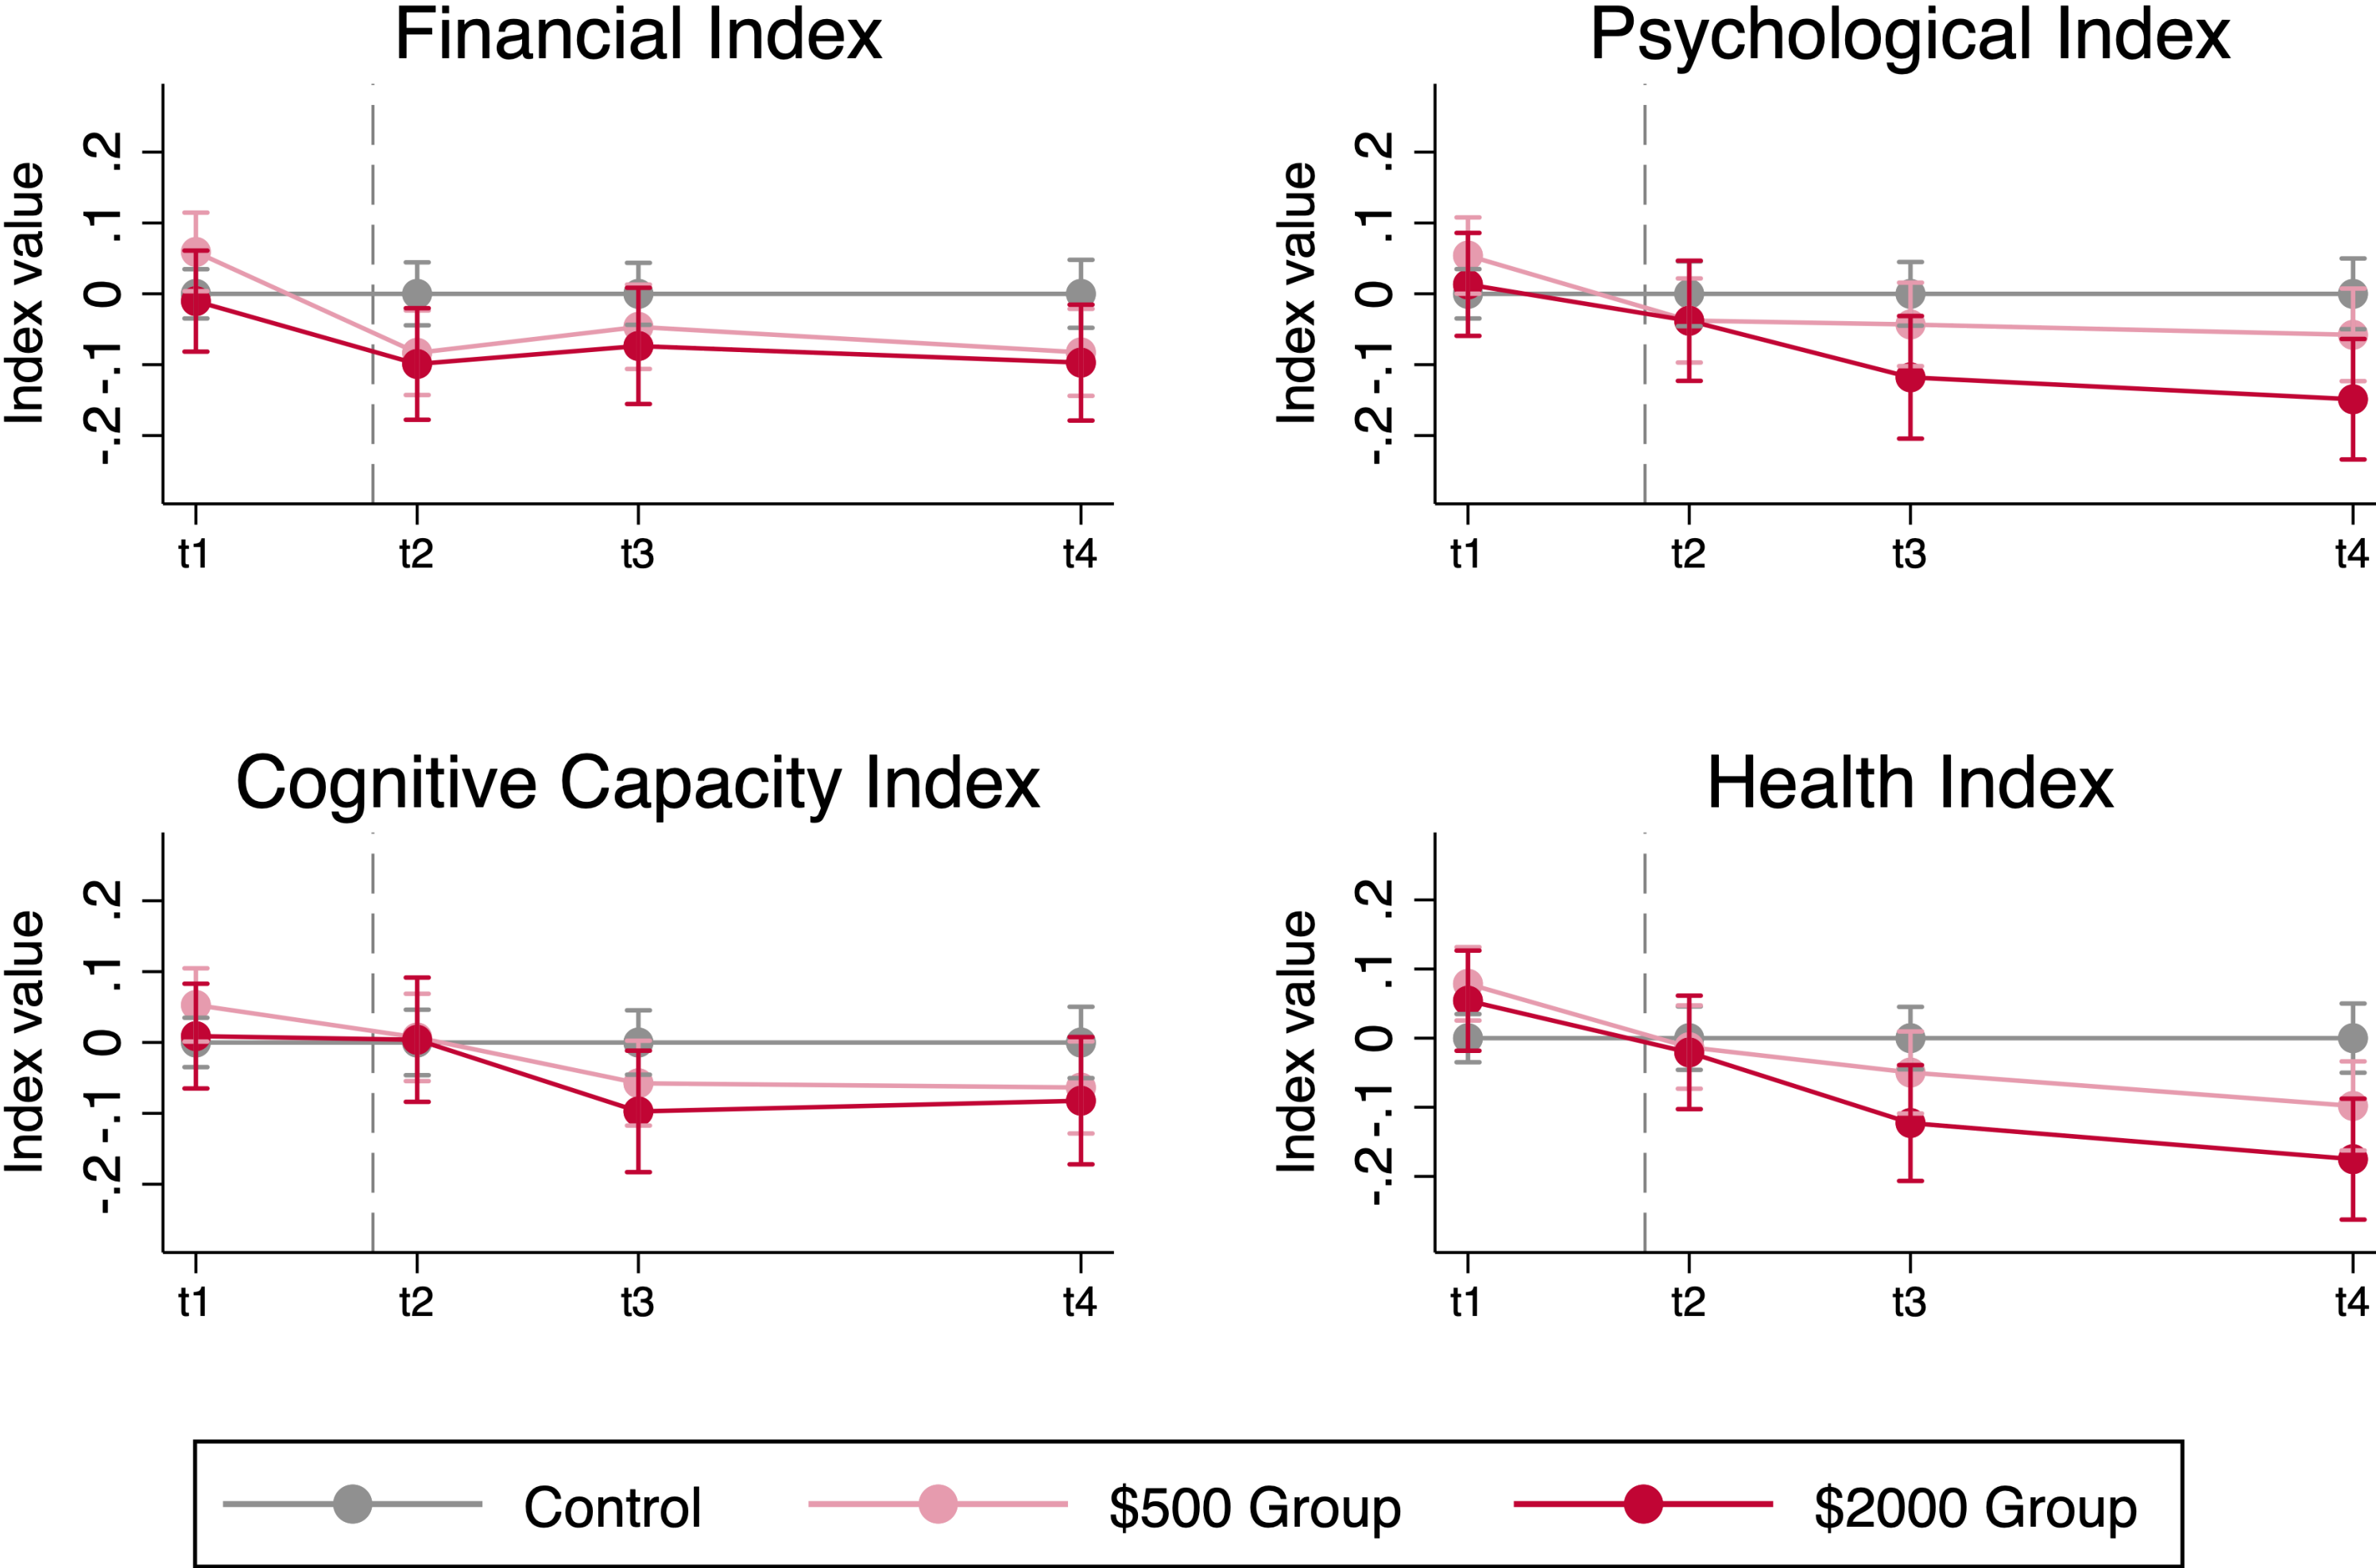 Financial Index
Index value
.2
.1
0
-.1
-.2
t1 t2 t3 t4
Psychological Index
Index value
.2
.1
0
-.1
-.2
t1 t2 t3 t4
Cognitive Capacity Index
Index value
.2
.1
0
-.1
-.2
t1 t2 t3 t4
Health Index
Index value
.2
.1
0
-.1
-.2
t1 t2 t3 t4
Control $500 Group $2000 Group